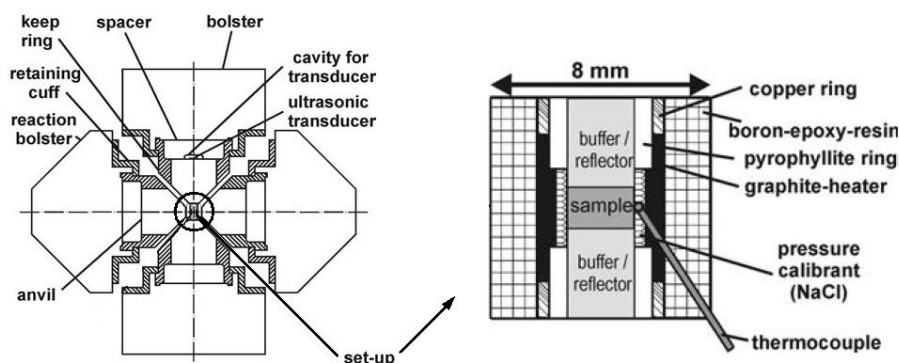 keep
ring
spacer
bolster
cavity for
transducer
retaining
cuff
ultrasonic
transducer
reaction
bolster
anvil
set-up
8 mm
copper ring
boron-epoxy-resin
buffer /
reflector
pyrophyllite ring
graphite-heater
sample
buffer /
reflector
pressure
calibrant
(NaCl)
thermocouple